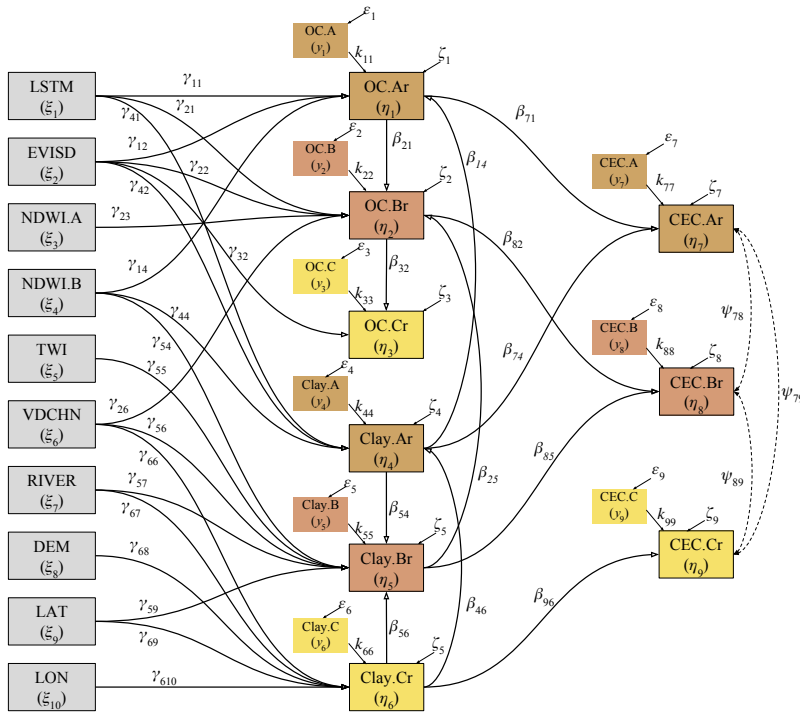 LSTM
(ξ1)
EVISD
(ξ2)
NDWI.A
(ξ3)
NDWI.B
(ξ4)
TWI
(ξ5)
VDCHN
(ξ6)
RIVER
(ξ7)
DEM
(ξ8)
LAT
(ξ9)
LON
(ξ10)
γ11
γ41
γ21
γ12
γ22
γ42
γ23
γ32
γ14
γ44
γ54
γ55
γ26
γ56
γ66
γ57
γ67
γ68
γ59
γ69
γ610
OC.A
(y1)
ε1
k11
ζ1
OC.Ar
(η1)
β21
OC.B
(y2)
ε2
k22
ζ2
OC.Br
(η2)
β32
OC.C
(y3)
ε3
k33
ζ3
OC.Cr
(η3)
Clay.A
(y4)
ε4
k44
ζ4
Clay.Ar
(η4)
β54
Clay.B
(y5)
ε5
k55
ζ5
Clay.Br
(η5)
β56
Clay.C
(y6)
ε6
k66
ζ5
Clay.Cr
(η6)
β71
β14
β82
β74
β25
β85
β46
β96
CEC.A
(y7)
ε7
k77
ζ7
CEC.Ar
(η7)
CEC.B
(y8)
ε8
k88
ζ8
CEC.Br
(η8)
CEC.C
(y9)
ε9
k99
ζ9
CEC.Cr
(η9)
ψ78
ψ79
ψ89